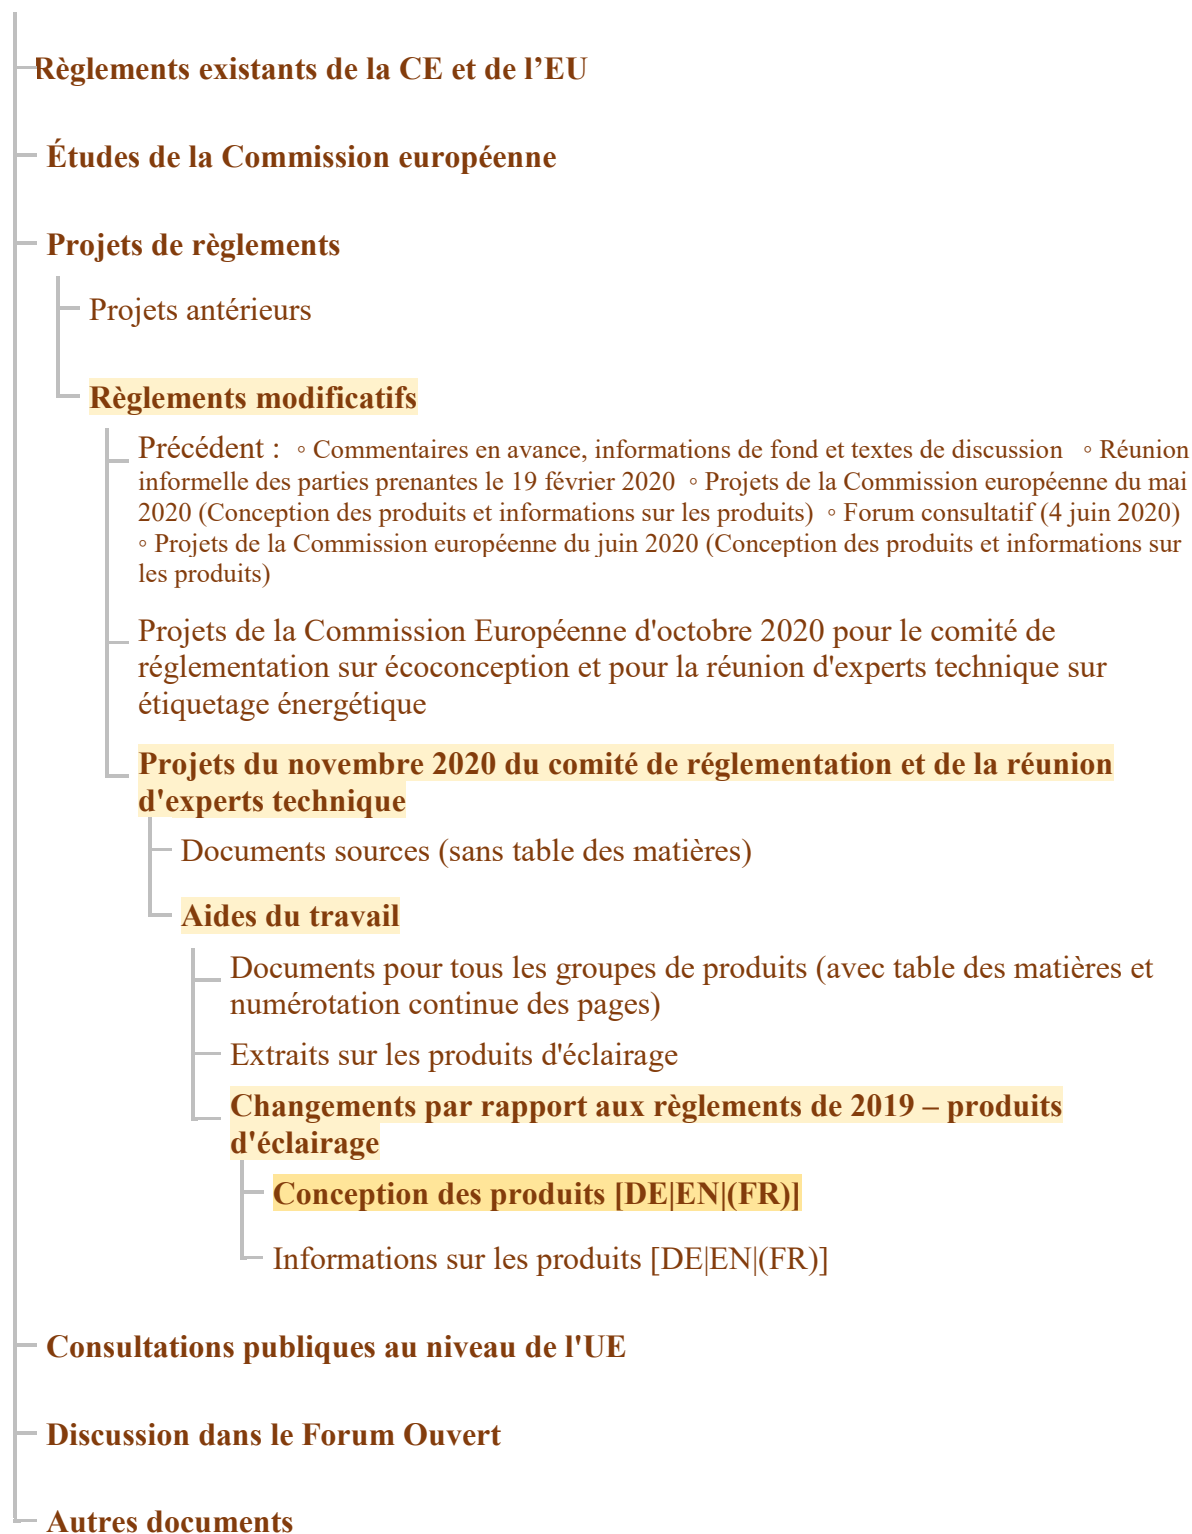 Règlements existants de la CE et de l’EU
Études de la Commission européenne
Projets de règlements
Projets antérieurs
Règlements modificatifs
Précédent : ◦ Commentaires en avance, informations de fond et textes de discussion ◦ Réunion
informelle des parties prenantes le 19 février 2020 ◦ Projets de la Commission européenne du mai
2020 (Conception des produits et informations sur les produits) ◦ Forum consultatif (4 juin 2020)
◦ Projets de la Commission européenne du juin 2020 (Conception des produits et informations sur
les produits)
Projets de la Commission Européenne d'octobre 2020 pour le comité de
réglementation sur écoconception et pour la réunion d'experts technique sur
étiquetage énergétique
Projets du novembre 2020 du comité de réglementation et de la réunion
d'experts technique
Documents sources (sans table des matières)
Aides du travail
Documents pour tous les groupes de produits (avec table des matières et
numérotation continue des pages)
Extraits sur les produits d'éclairage
Changements par rapport aux règlements de 2019 – produits
d'éclairage
Conception des produits [DE|EN|(FR)]
Informations sur les produits [DE|EN|(FR)]
Consultations publiques au niveau de l'UE
Discussion dans le Forum Ouvert
Autres documents